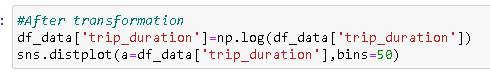 :
#After transformation
df_data['trip_duration']=np.log(df_data['trip_duration'])
sns.distplot(a=df_data['trip_duration'],bins=50)